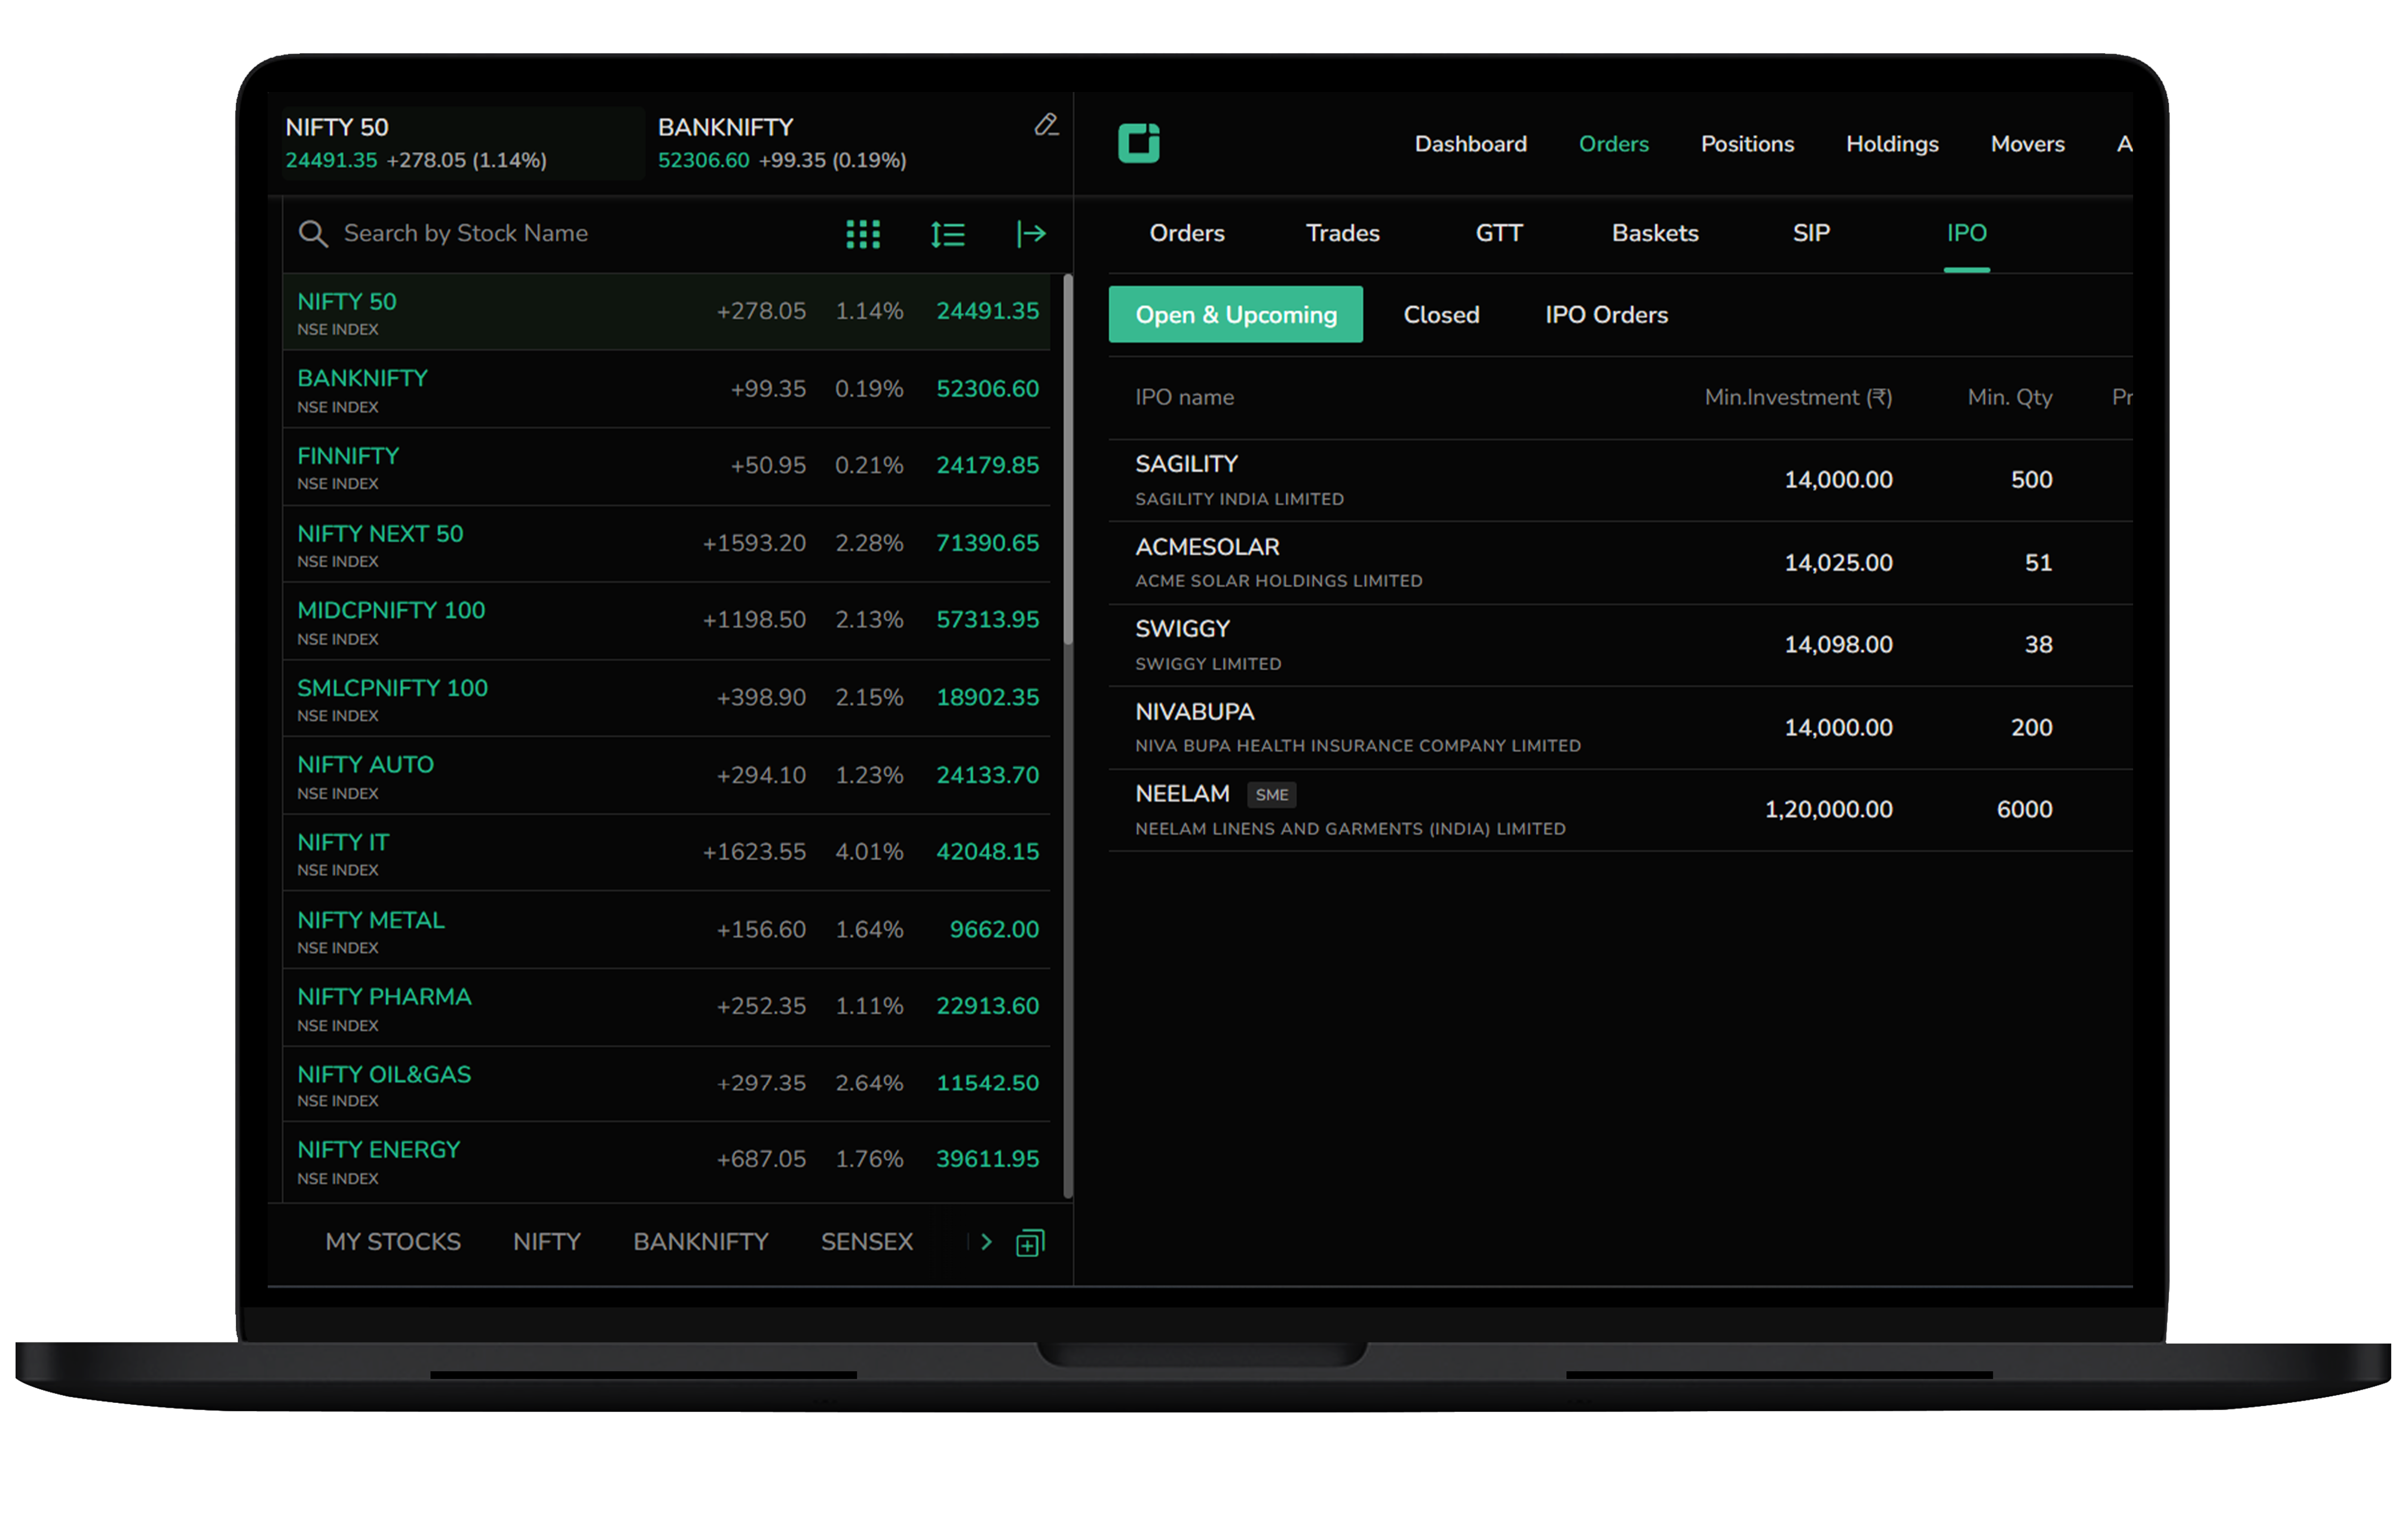 NIFTY 50
24491.35 +278.05 (1.14%)
BANKNIFTY
52306.60 +99.35 (0.19%)
Search by Stock Name
NIFTY 50 +278.05 1.14% 24491.35
NSE INDEX
BANKNIFTY +99.35 0.19% 52306.60
NSE INDEX
FINNIFTY +50.95 0.21% 24179.85
NSE INDEX
NIFTY NEXT 50 +1593.20 2.28% 71390.65
NSE INDEX
MIDCPNIFTY 100 +1198.50 2.13% 57313.95
NSE INDEX
SMLCPNIFTY 100 +398.90 2.15% 18902.35
NSE INDEX
NIFTY AUTO +294.10 1.23% 24133.70
NSE INDEX
NIFTY IT +1623.55 4.01% 42048.15
NSE INDEX
NIFTY METAL +156.60 1.64% 9662.00
NSE INDEX
NIFTY PHARMA +252.35 1.11% 22913.60
NSE INDEX
NIFTY OIL&GAS +297.35 2.64% 11542.50
NSE INDEX
NIFTY ENERGY +687.05 1.76% 39611.95
NSE INDEX
MY STOCKS NIFTY BANKNIFTY SENSEX
Dashboard Orders Positions Holdings Movers A
Orders Trades GTT Baskets SIP IPO
Open & Upcoming Closed IPO Orders
IPO name Min.Investment (₹) Min. Qty Pr
SAGILITY 14,000.00 500
SAGILITY INDIA LIMITED
ACMESOLAR 14,025.00 51
ACME SOLAR HOLDINGS LIMITED
SWIGGY 14,098.00 38
SWIGGY LIMITED
NIVABUPA 14,000.00 200
NIVA BUPA HEALTH INSURANCE COMPANY LIMITED
NEELAM SME 1,20,000.00 6000
NEELAM LINENS AND GARMENTS (INDIA) LIMITED